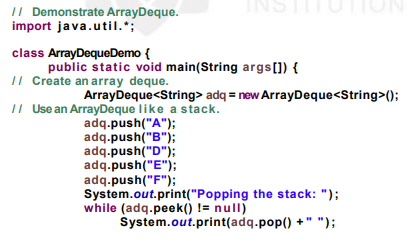 INSTITUTION
// Demonstrate ArrayDeque.
import java.util.*;
class ArrayDequeDemo {
public static void main(String args[]) {
// Create an array deque.
ArrayDeque<String> adq = new ArrayDeque<String>();
// Use an ArrayDeque like a stack.
adq.push("A");
adq.push("B");
adq.push("D");
adq.push("E");
adq.push("F");
System.out.print("Popping the stack: ");
while (adq.peek() != null)
System.out.print(adq.pop() + " ");